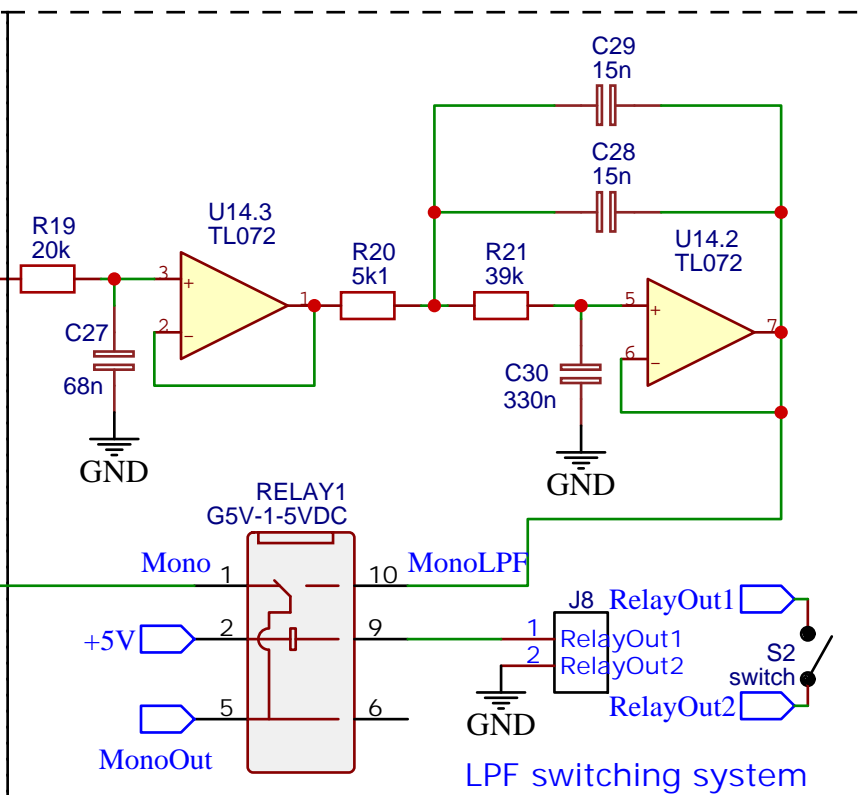 C29
15n
C28
15n
R19
20k
U14.3
TL072
R20
5k1
R21
39k
U14.2
TL072
3
+
2
−
1
5
+
6
−
7
C27
68n
C30
330n
GND
GND
RELAY1
G5V-1-5VDC
Mono
1
10
MonoLPF
+5V
2
9
5
6
MonoOut
J8
1
RelayOut1
2
RelayOut2
GND
RelayOut1
S2
switch
RelayOut2
LPF switching system